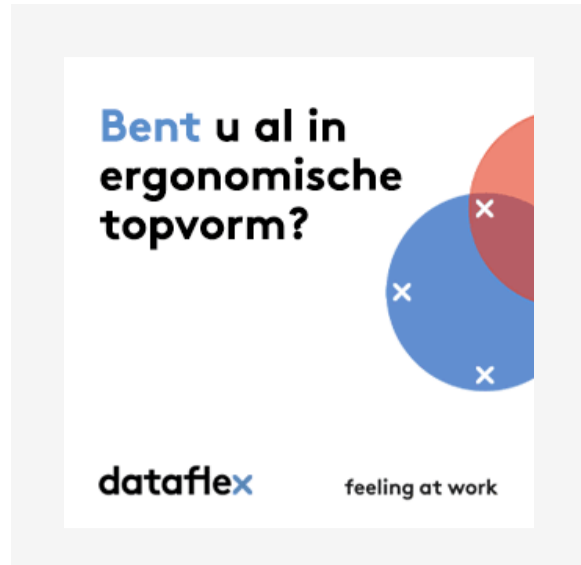 Bent u al in
ergonomische
topvorm?
dataflex
feeling at work